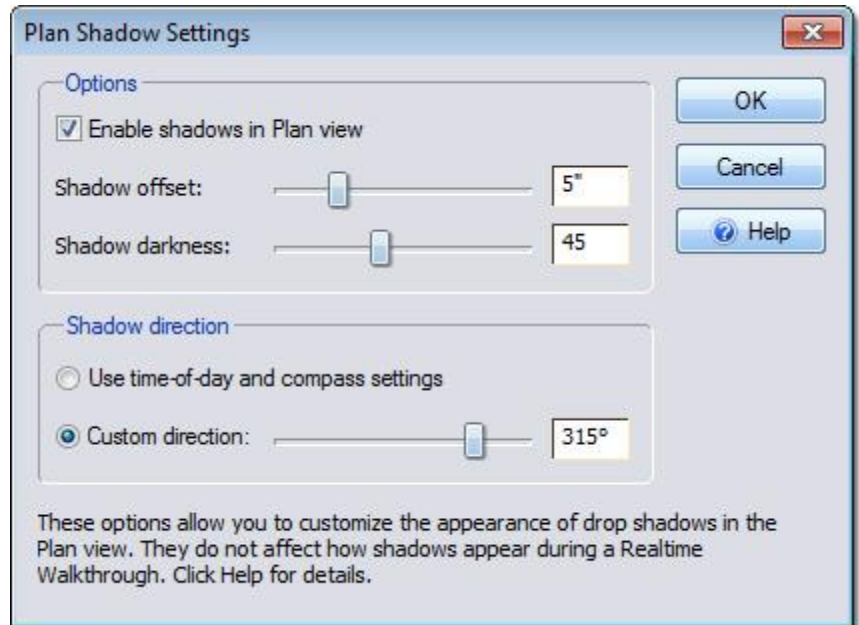 Plan Shadow Settings
Options
Enable shadows in Plan view
Shadow offset: 5"
Shadow darkness: 45
OK
Cancel
Help
Shadow direction
Use time-of-day and compass settings
Custom direction: 315°
These options allow you to customize the appearance of drop shadows in the
Plan view. They do not affect how shadows appear during a Realtime
Walkthrough. Click Help for details.